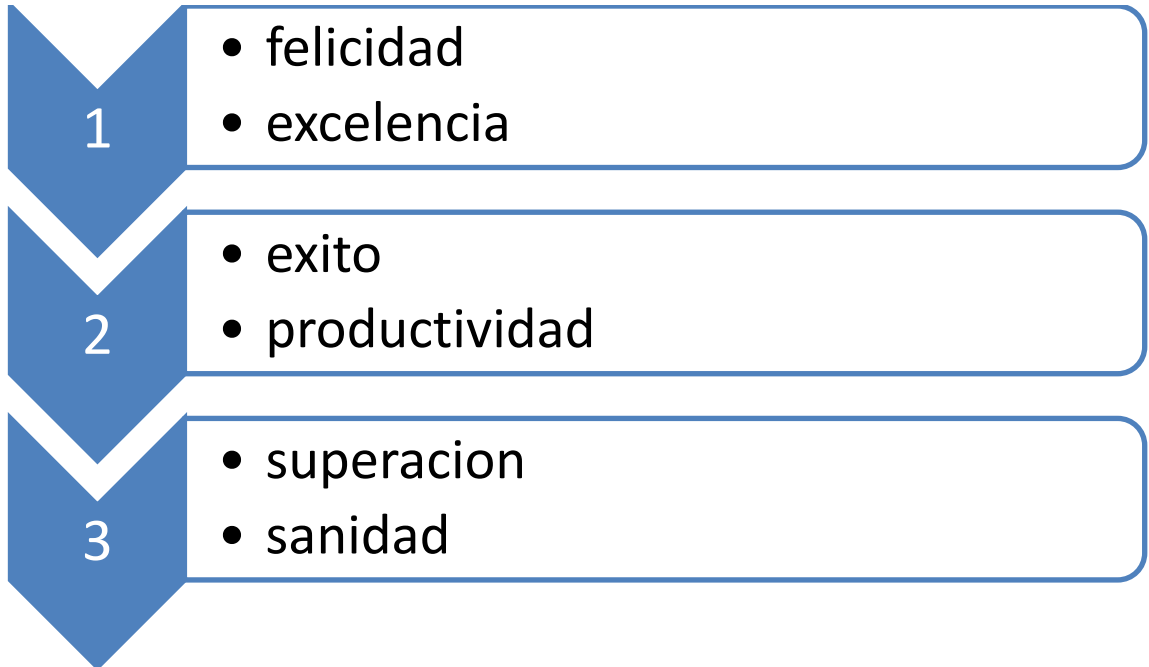 1
• felicidad
• excelencia
2
• exito
• productividad
3
• superacion
• sanidad